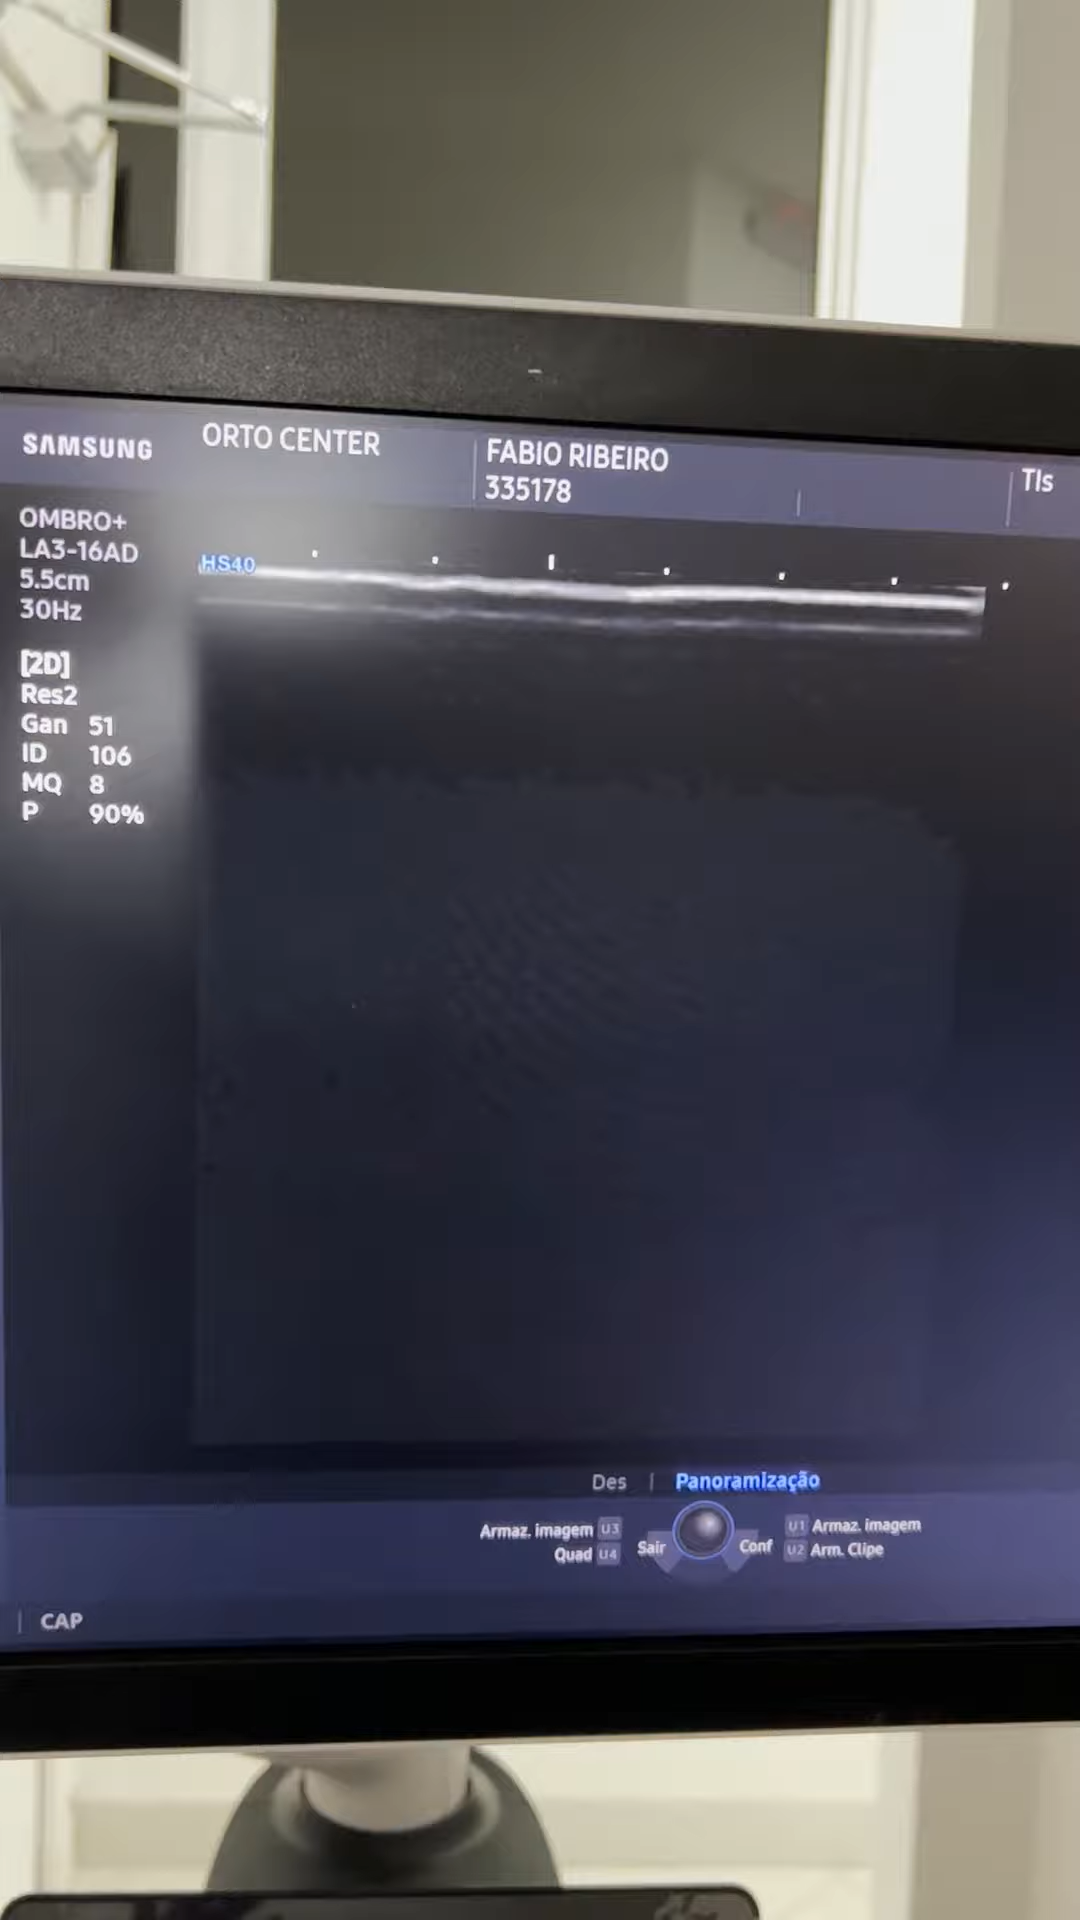 SAMSUNG
ORTO CENTER
FABIO RIBEIRO
335178
TIs
OMBRO+
LA3-16AD
5.5cm
30Hz
HS40
[2D]
Res2
Gan 51
ID 106
MQ 8
P 90%
Des | Panoramização
Armaz. imagem U3
Quad U4
Sair
Conf
U1 Armaz. imagem
U2 Arm. Clipe
CAP